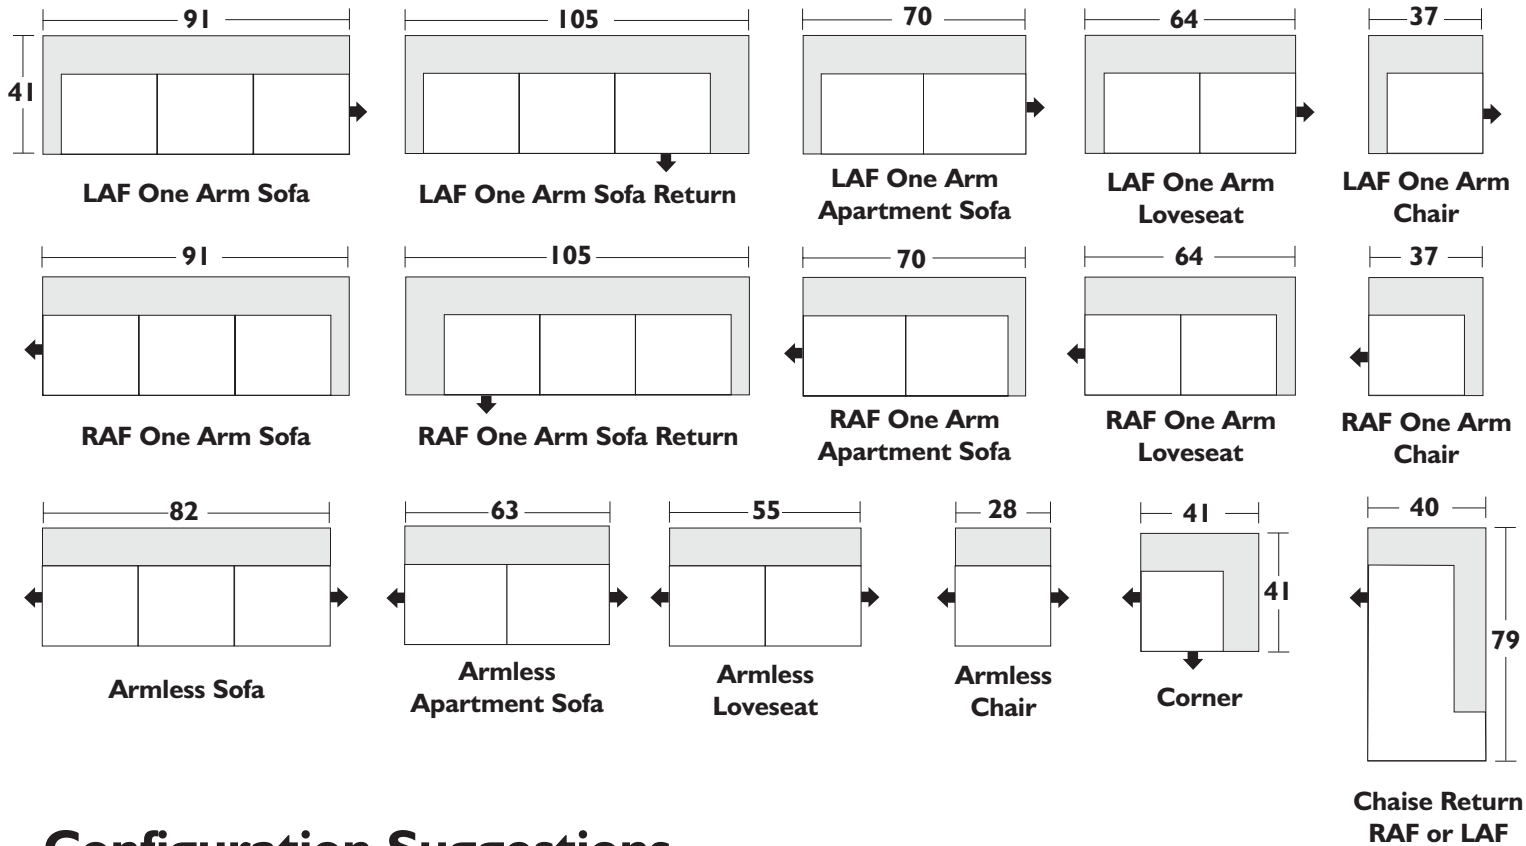 91
105
70
64
37
41
LAF One Arm Sofa
LAF One Arm Sofa Return
LAF One Arm
Apartment Sofa
LAF One Arm
Loveseat
LAF One Arm
Chair
91
105
70
64
37
RAF One Arm Sofa
RAF One Arm Sofa Return
RAF One Arm
Apartment Sofa
RAF One Arm
Loveseat
RAF One Arm
Chair
82
63
55
28
41
41
40
79
Armless Sofa
Armless
Apartment Sofa
Armless
Loveseat
Armless
Chair
Corner
Chaise Return
RAF or LAF
Configuration Suggestions